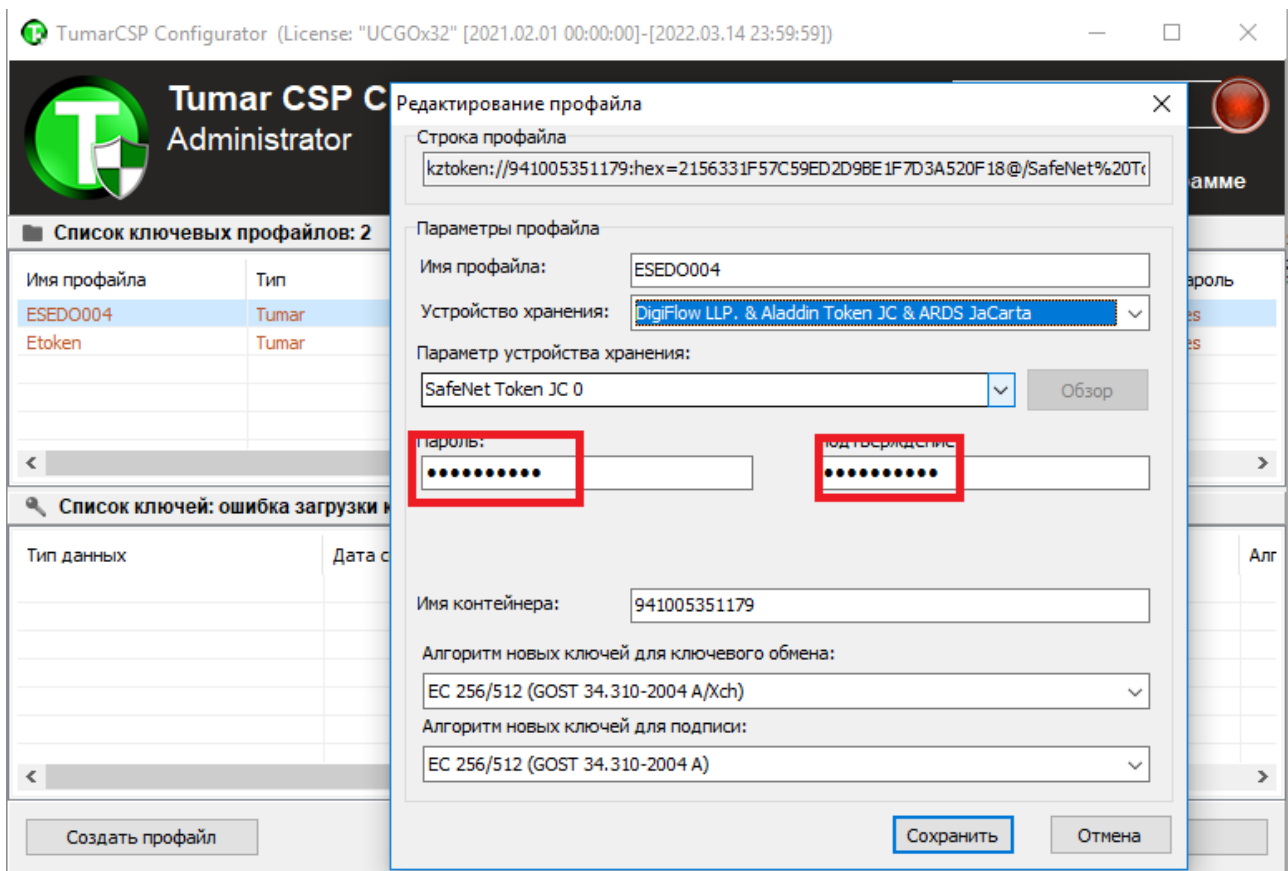 TumarCSP Configurator (License: "UCGOx32" [2021.02.01 00:00:00]-[2022.03.14 23:59:59])
Tumar CSP C
Administrator
амме
Редактирование профайла
Строка профайла
kztoken://941005351179:hex=2156331F57C59ED2D9BE1F7D3A520F18@/SafeNet%20To
Список ключевых профайлов: 2
Имя профайла Тип ароль
ESEDO004 Tumar es
Etoken Tumar es
Параметры профайла
Имя профайла: ESEDO004
Устройство хранения: DigiFlow LLP. & Aladdin Token JC & ARDS JaCarta
Параметр устройства хранения:
SafeNet Token JC 0 Обзор
Пароль: Подтверждение
●●●●●●●●●● ●●●●●●●●●●
Список ключей: ошибка загрузки к
Тип данных Дата с Алг
Имя контейнера: 941005351179
Алгоритм новых ключей для ключевого обмена:
EC 256/512 (GOST 34.310-2004 A/Xch)
Алгоритм новых ключей для подписи:
EC 256/512 (GOST 34.310-2004 A)
Создать профайл Сохранить Отмена